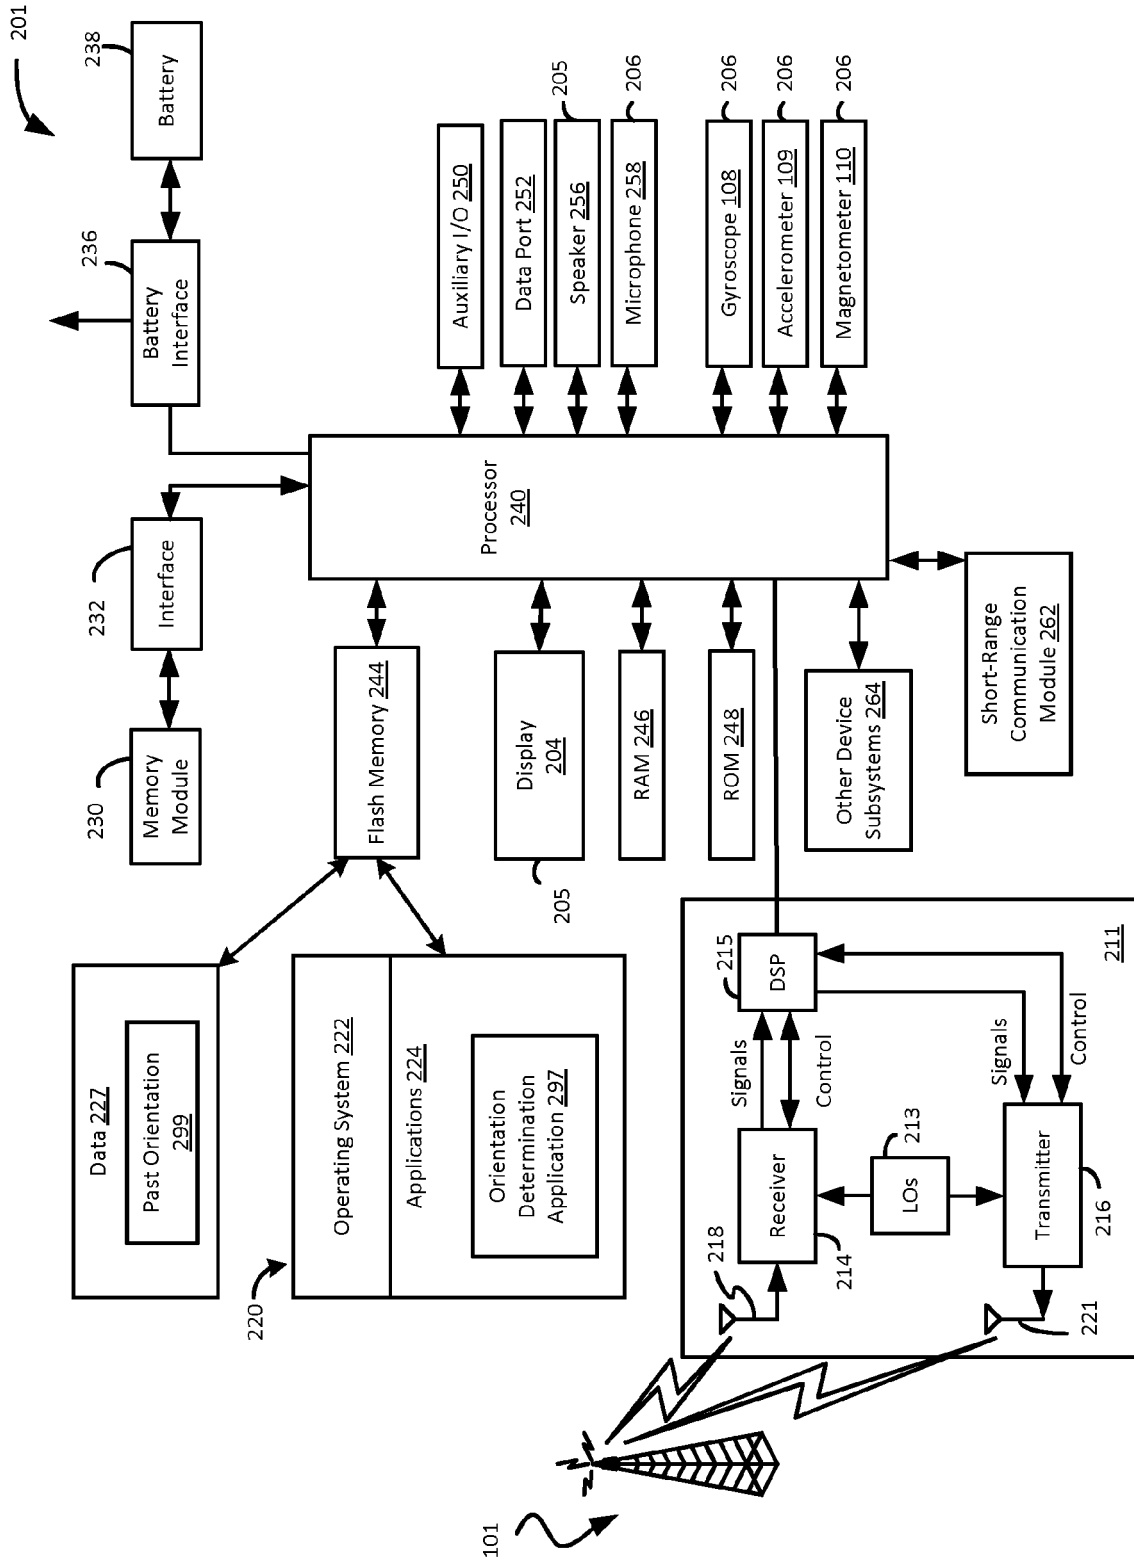 201
238
Battery
236
Battery
Interface
232
Interface
230
Memory
Module
Data 227
Past Orientation
299
220
Operating System 222
Applications 224
Orientation
Determination
Application 297
Flash Memory 244
Display
204
205
RAM 246
ROM 248
Other Device
Subsystems 264
Short-Range
Communication
Module 262
Processor
240
Auxiliary I/O 250
Data Port 252
Speaker 256
205
Microphone 258
206
Gyroscope 108
206
Accelerometer 109
206
Magnetometer 110
206
101
218
Receiver
214
Signals
Control
215
DSP
213
LOs
Signals
Control
Transmitter
216
221
211